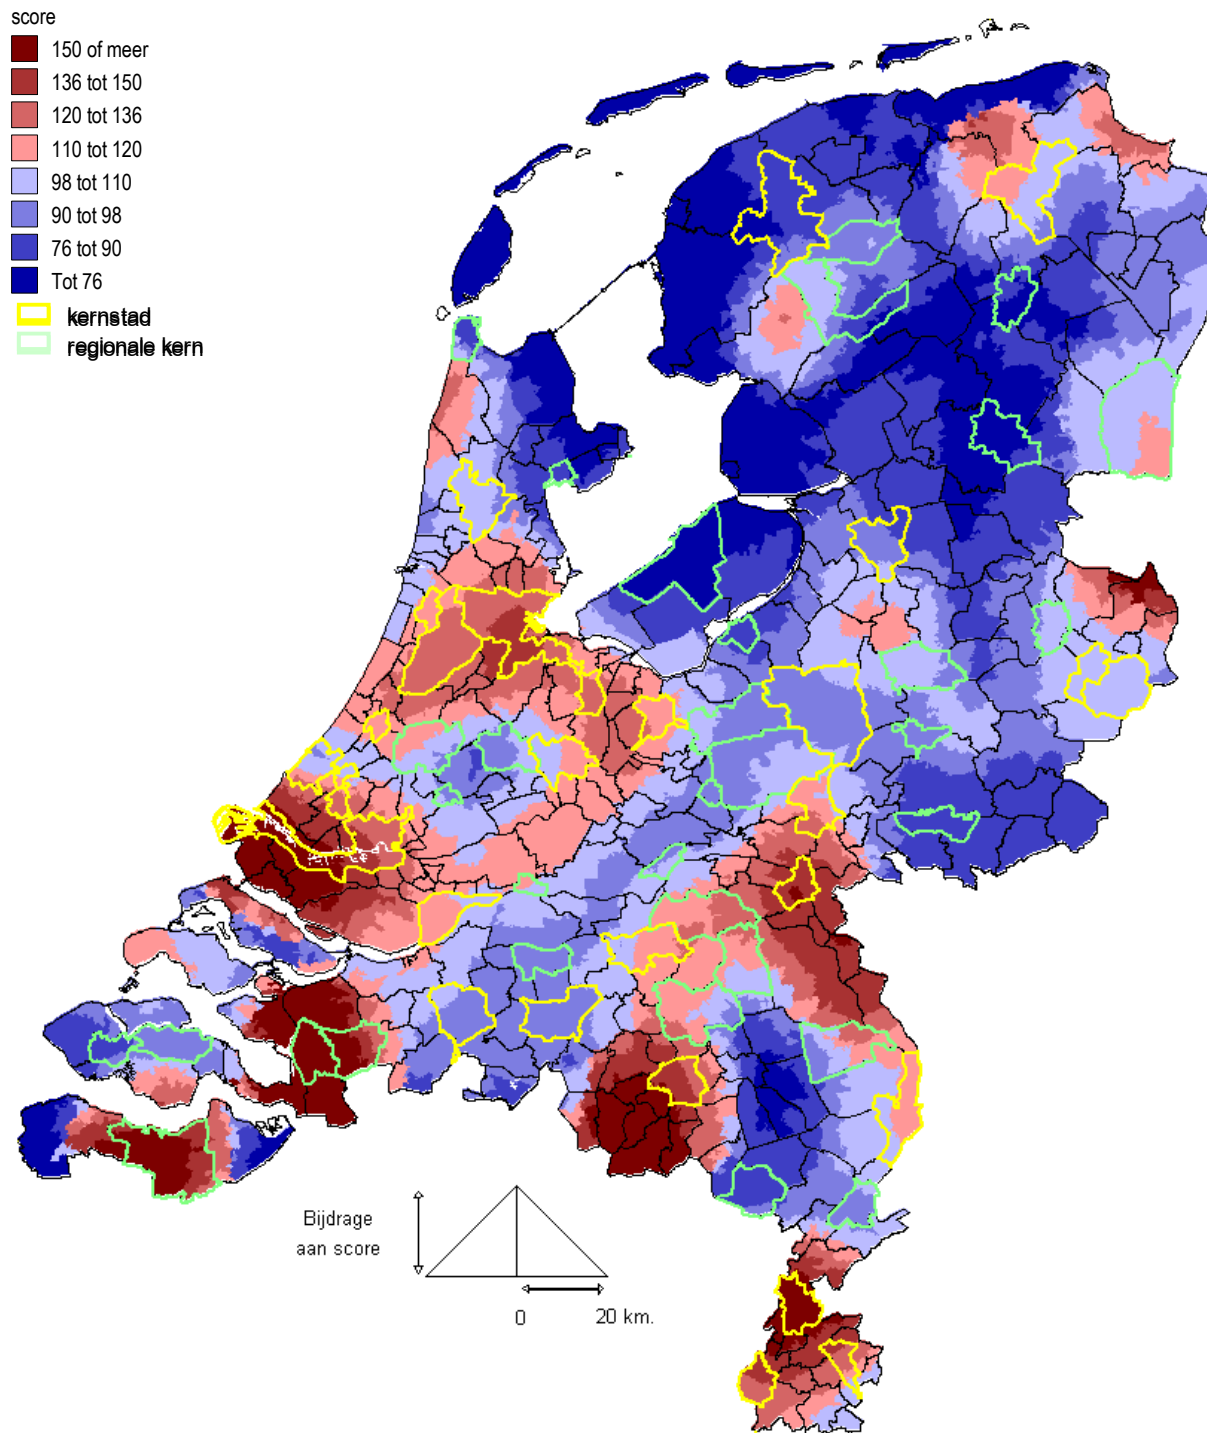 score
150 of meer
136 tot 150
120 tot 136
110 tot 120
98 tot 110
90 tot 98
76 tot 90
Tot 76
kernstad
regionale kern
Bijdrage
aan score
0 20 km.